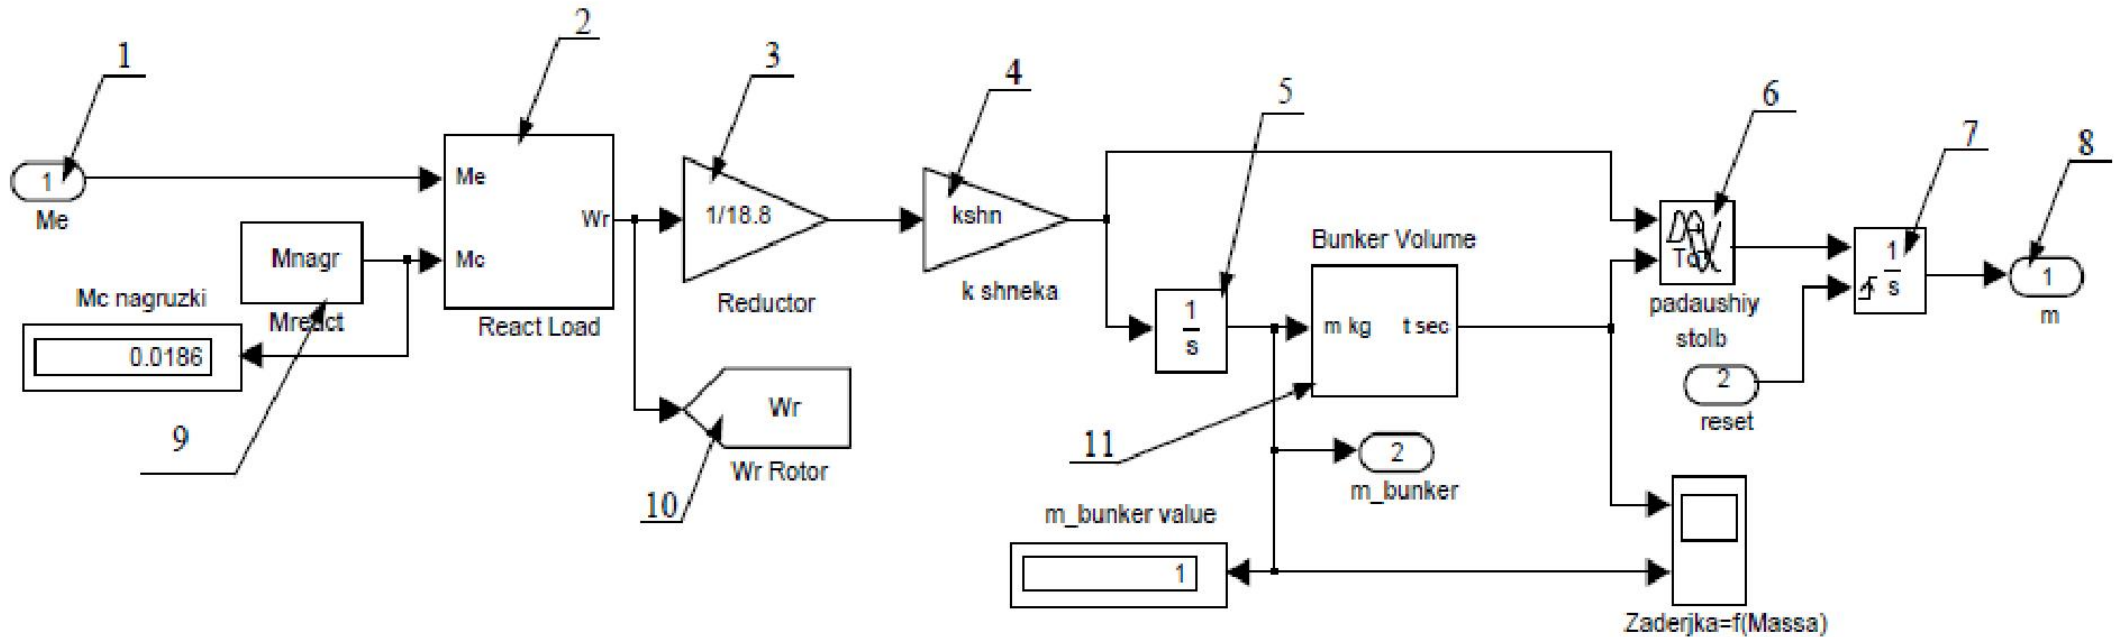 1
2
3
4
5
6
7
8
1
Me
Mnagr
Mreact
Mc nagruzki
0.0186
9
Me
Mc
Wr
React Load
1/18.8
Reductor
Wr
Wr Rotor
10
kshn
k shneka
1
s
Bunker Volume
m kg
t sec
11
2
m_bunker
m_bunker value
1
padaushiy
stolb
2
reset
1
s
1
m
Zaderjka=f(Massa)